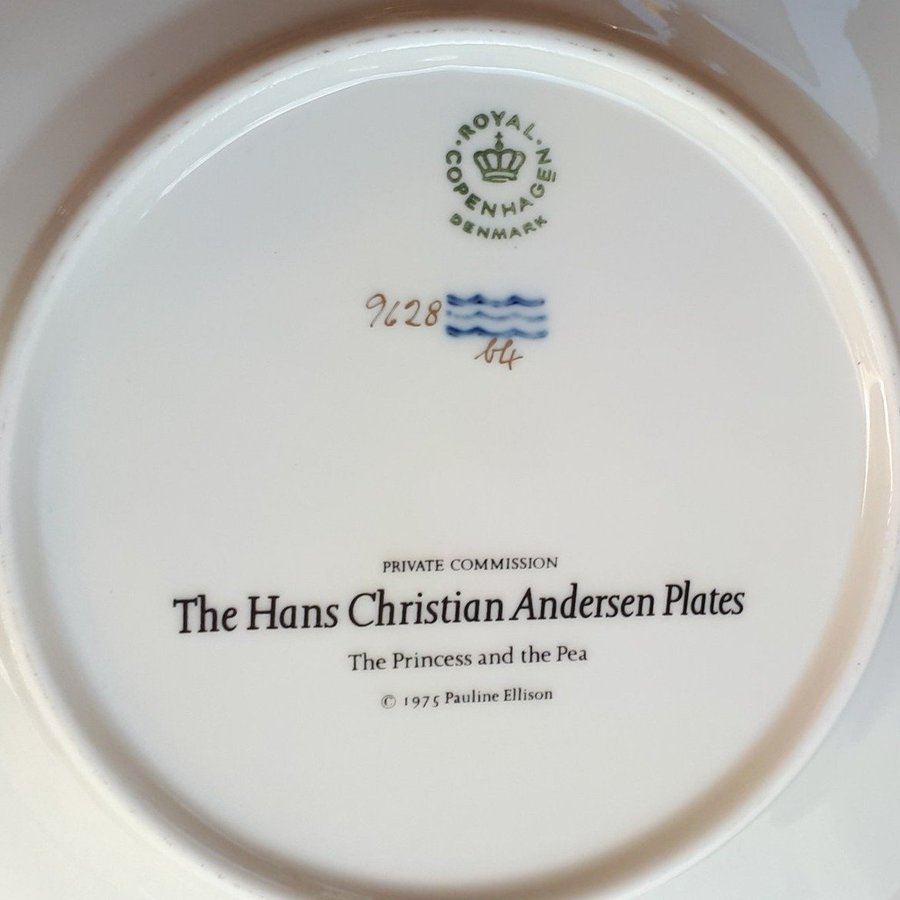 ROYAL
COPENHAGEN
DENMARK
9628
b4
PRIVATE COMMISSION
The Hans Christian Andersen Plates
The Princess and the Pea
© 1975 Pauline Ellison